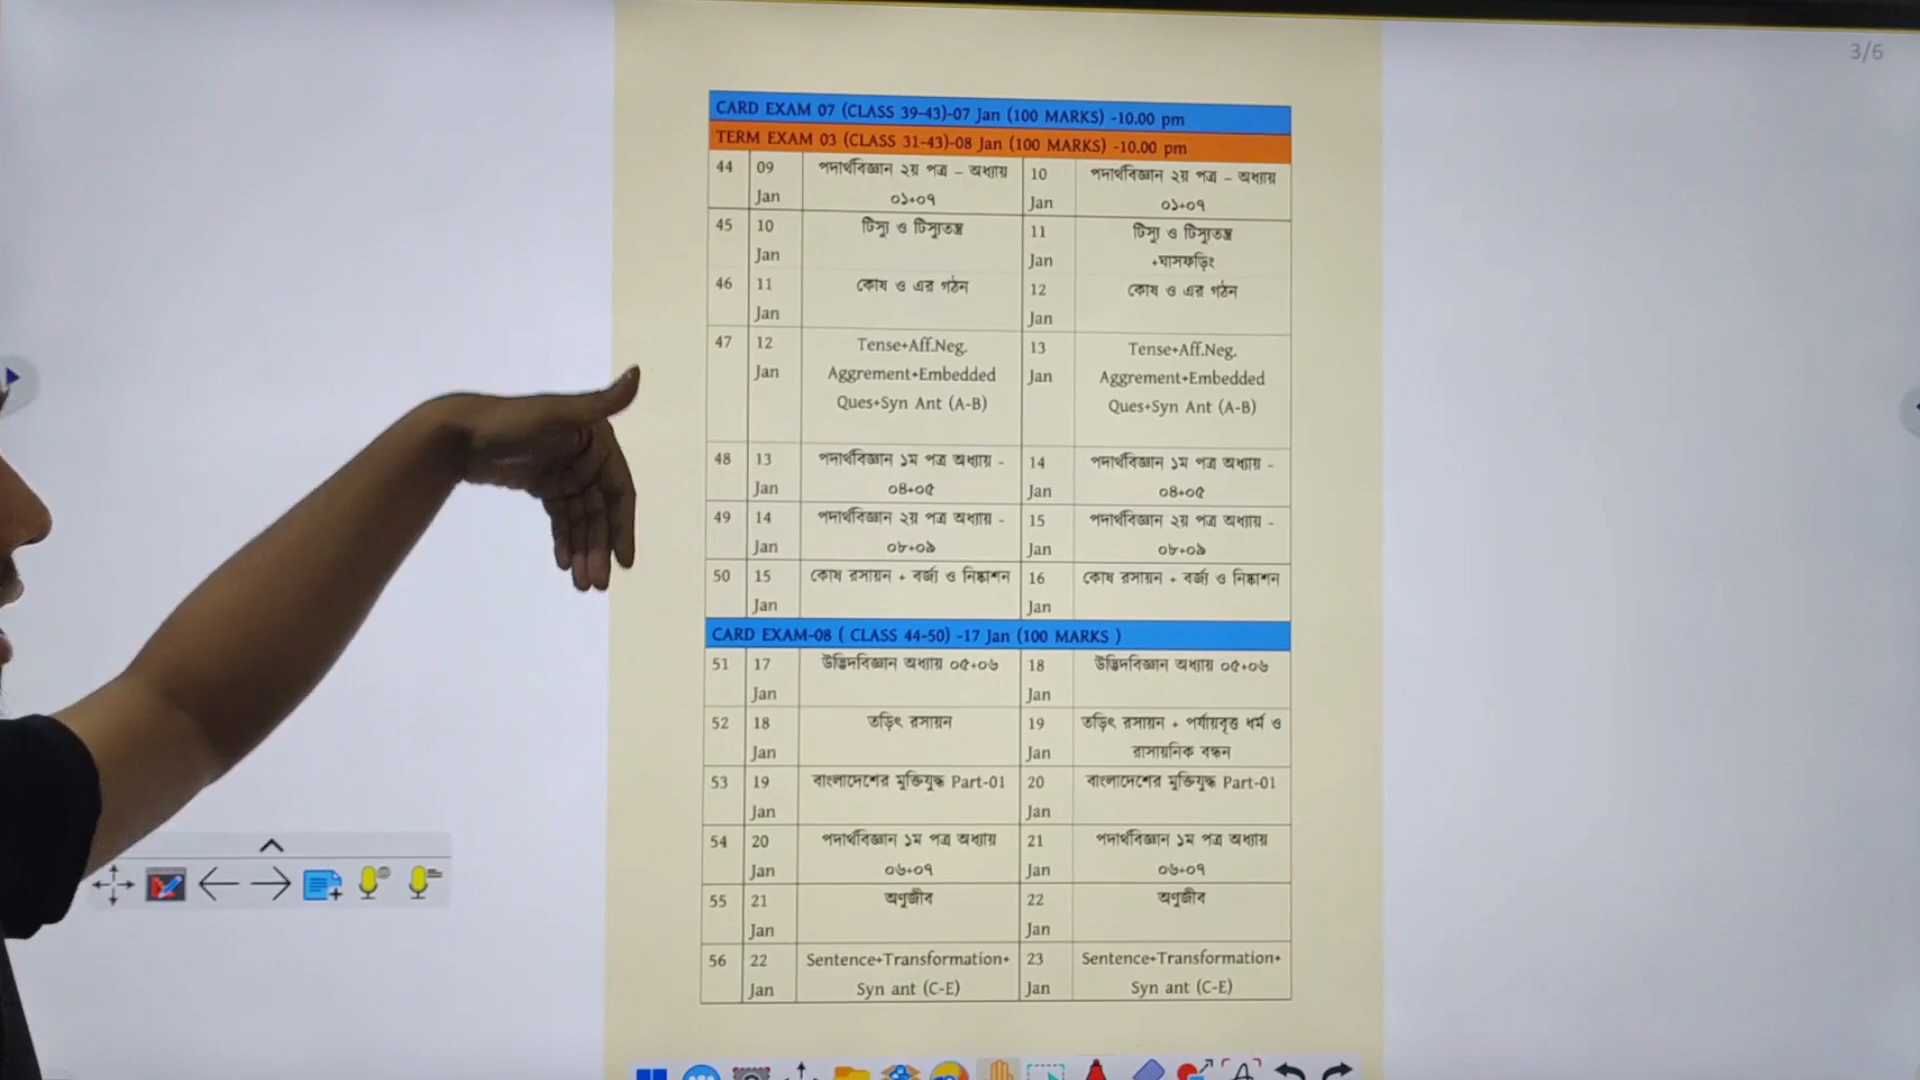 3/6
CARD EXAM 07 (CLASS 39-43)-07 Jan (100 MARKS) -10.00 pm
TERM EXAM 03 (CLASS 31-43)-08 Jan (100 MARKS) -10.00 pm
44 09 Jan পদার্থবিজ্ঞান ২য় পত্র – অধ্যায় ০১+০৭ 10 Jan পদার্থবিজ্ঞান ২য় পত্র – অধ্যায় ০১+০৭
45 10 Jan টিস্যু ও টিস্যুতন্ত্র 11 Jan টিস্যু ও টিস্যুতন্ত্র +ঘাসফড়িং
46 11 Jan কোষ ও এর গঠন 12 Jan কোষ ও এর গঠন
47 12 Jan Tense+Aff.Neg. Aggrement+Embedded Ques+Syn Ant (A-B) 13 Jan Tense+Aff.Neg. Aggrement+Embedded Ques+Syn Ant (A-B)
48 13 Jan পদার্থবিজ্ঞান ১ম পত্র অধ্যায় - ০৪+০৫ 14 Jan পদার্থবিজ্ঞান ১ম পত্র অধ্যায় - ০৪+০৫
49 14 Jan পদার্থবিজ্ঞান ২য় পত্র অধ্যায় - ০৮+০৯ 15 Jan পদার্থবিজ্ঞান ২য় পত্র অধ্যায় - ০৮+০৯
50 15 Jan কোষ রসায়ন + বর্জ্য ও নিষ্কাশন 16 Jan কোষ রসায়ন + বর্জ্য ও নিষ্কাশন
CARD EXAM-08 ( CLASS 44-50) -17 Jan (100 MARKS )
51 17 Jan উদ্ভিদবিজ্ঞান অধ্যায় ০৫+০৬ 18 Jan উদ্ভিদবিজ্ঞান অধ্যায় ০৫+০৬
52 18 Jan তড়িৎ রসায়ন 19 Jan তড়িৎ রসায়ন + পর্যায়বৃত্ত ধর্ম ও রাসায়নিক বন্ধন
53 19 Jan বাংলাদেশের মুক্তিযুদ্ধ Part-01 20 Jan বাংলাদেশের মুক্তিযুদ্ধ Part-01
54 20 Jan পদার্থবিজ্ঞান ১ম পত্র অধ্যায় ০৬+০৭ 21 Jan পদার্থবিজ্ঞান ১ম পত্র অধ্যায় ০৬+০৭
55 21 Jan অণুজীব 22 Jan অণুজীব
56 22 Jan Sentence+Transformation+ Syn ant (C-E) 23 Jan Sentence+Transformation+ Syn ant (C-E)